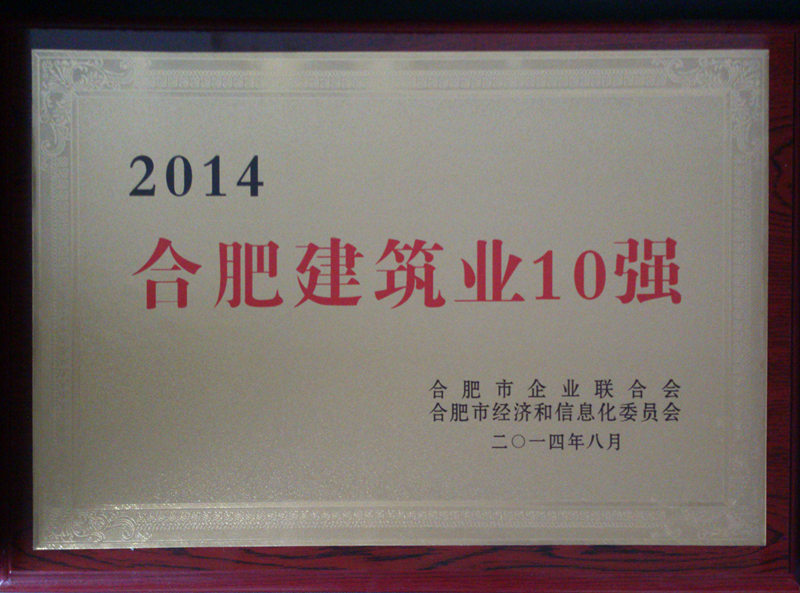 2014
合肥建筑业10强
合肥市企业联合会
合肥市经济和信息化委员会
二〇一四年八月